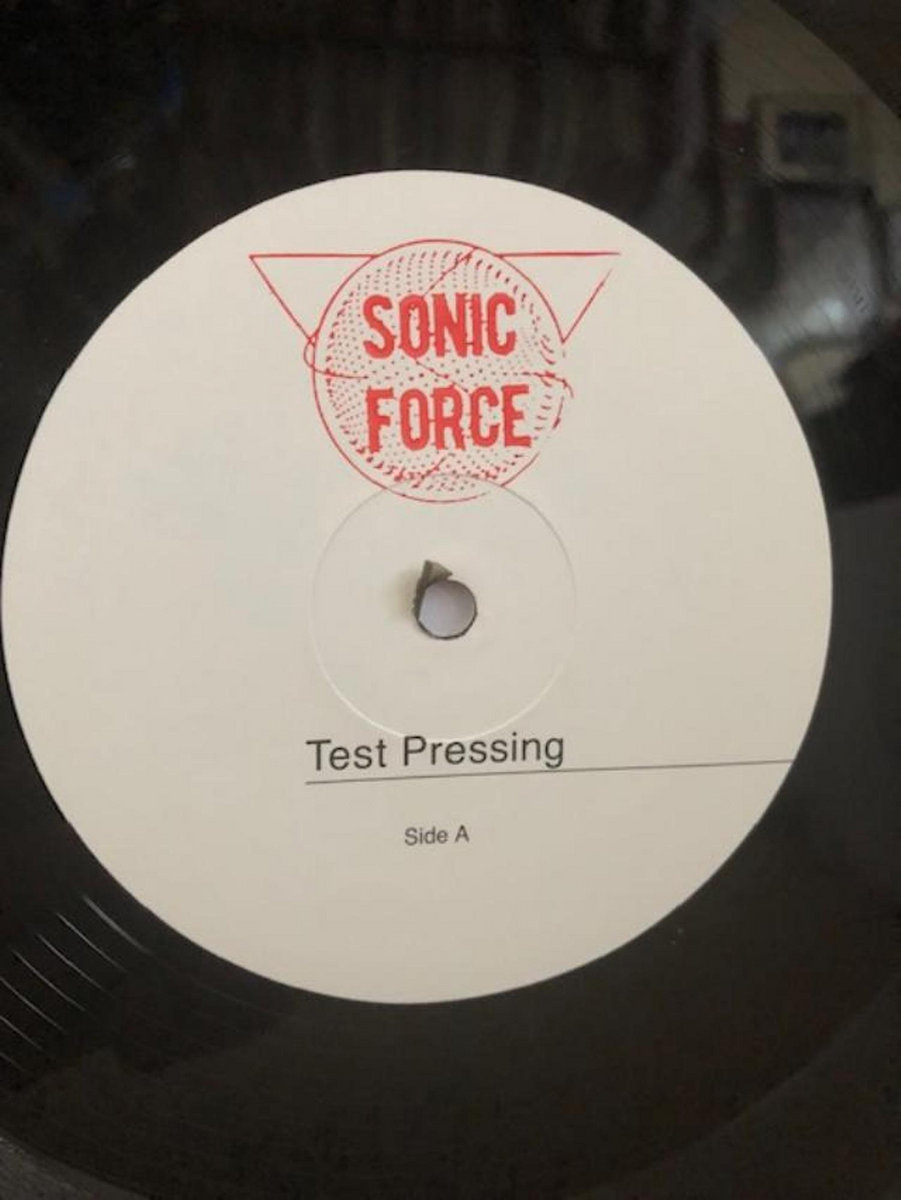 SONIC
FORCE
Test Pressing
Side A